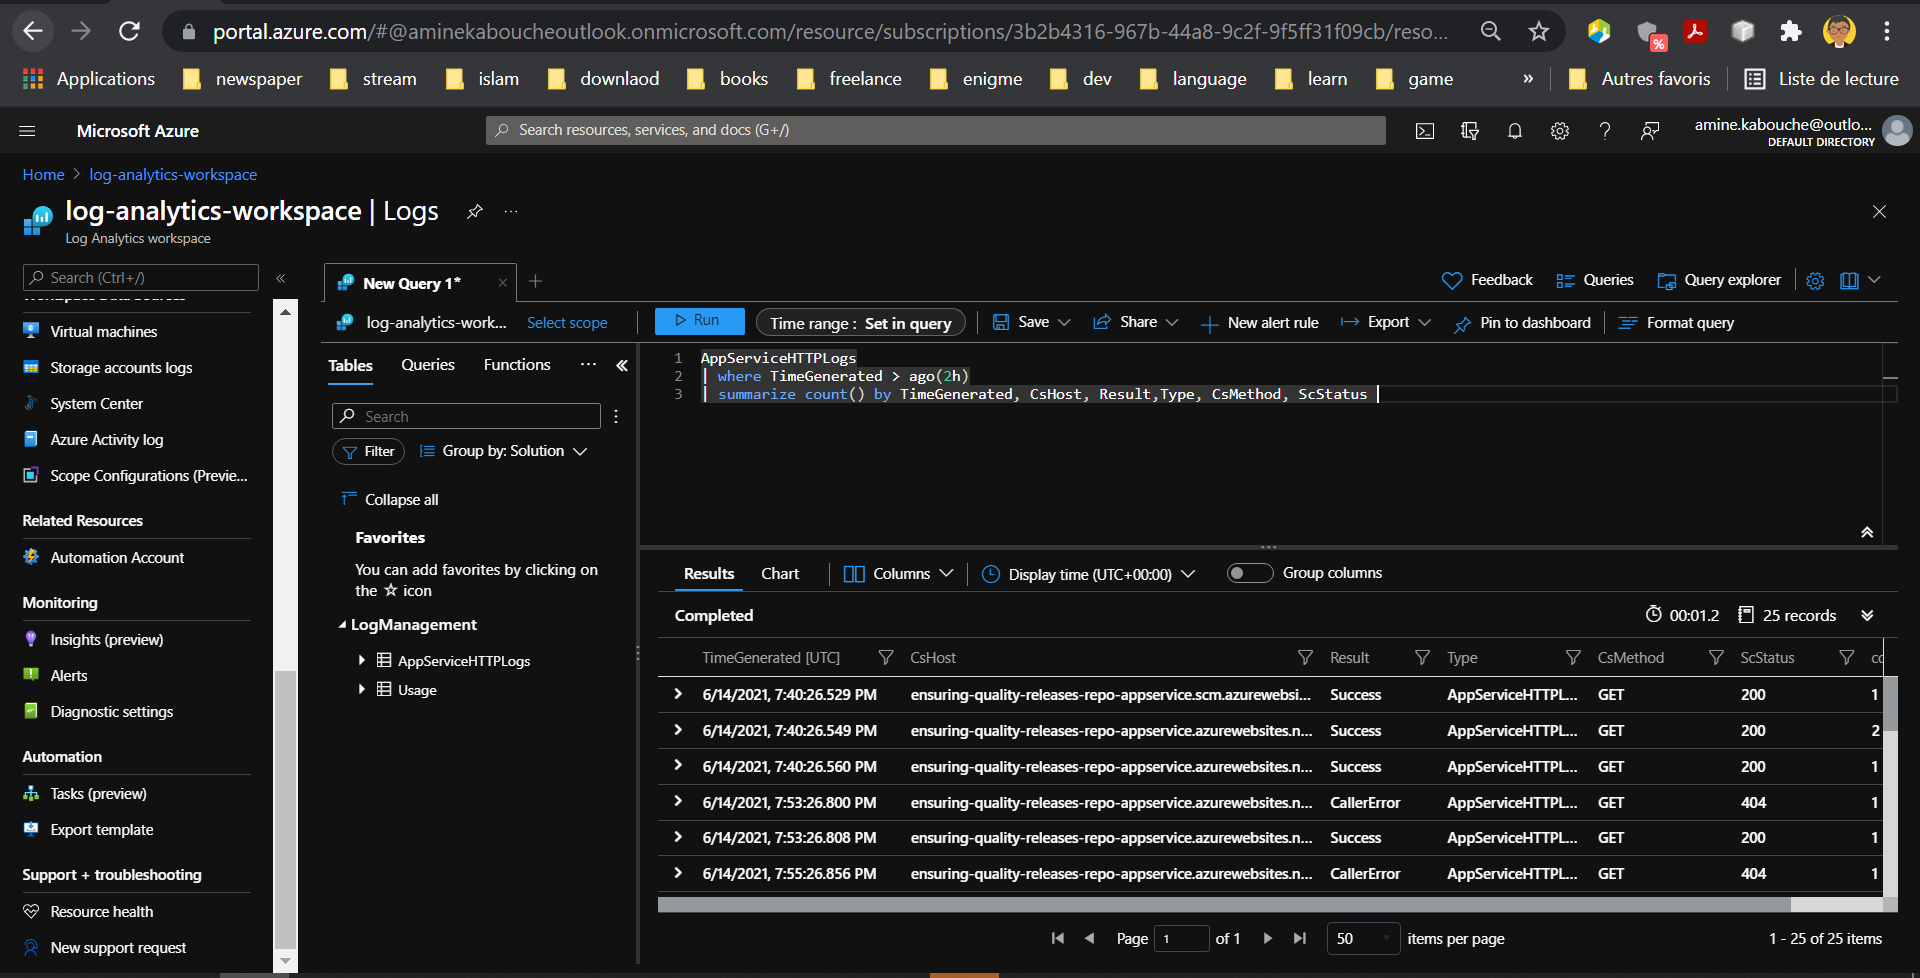 portal.azure.com/#@aminekaboucheoutlook.onmicrosoft.com/resource/subscriptions/3b2b4316-967b-44a8-9c2f-9f5ff31f09cb/reso...
%
Applications newspaper stream islam downlaod books freelance enigme dev language learn game » Autres favoris Liste de lecture
Microsoft Azure
Search resources, services, and docs (G+/)
amine.kabouche@outlo...
DEFAULT DIRECTORY
Home > log-analytics-workspace
log-analytics-workspace | Logs ...
Log Analytics workspace
Search (Ctrl+/) «
Workspace Data Sources
Virtual machines
Storage accounts logs
System Center
Azure Activity log
Scope Configurations (Previe...
Related Resources
Automation Account
Monitoring
Insights (preview)
Alerts
Diagnostic settings
Automation
Tasks (preview)
Export template
Support + troubleshooting
Resource health
New support request
New Query 1*
Feedback Queries Query explorer
log-analytics-work... Select scope
Run Time range : Set in query Save Share New alert rule Export Pin to dashboard Format query
Tables Queries Functions ... «
Search
Filter Group by: Solution
Collapse all
Favorites
You can add favorites by clicking on
the ☆ icon
LogManagement
AppServiceHTTPLogs
Usage
1 AppServiceHTTPLogs
2 | where TimeGenerated > ago(2h)
3 | summarize count() by TimeGenerated, CsHost, Result,Type, CsMethod, ScStatus
Results Chart Columns Display time (UTC+00:00) Group columns
Completed 00:01.2 25 records
TimeGenerated [UTC] CsHost Result Type CsMethod ScStatus
6/14/2021, 7:40:26.529 PM ensuring-quality-releases-repo-appservice.scm.azurewebsi... Success AppServiceHTTPL... GET 200 1
6/14/2021, 7:40:26.549 PM ensuring-quality-releases-repo-appservice.azurewebsites.n... Success AppServiceHTTPL... GET 200 2
6/14/2021, 7:40:26.560 PM ensuring-quality-releases-repo-appservice.azurewebsites.n... Success AppServiceHTTPL... GET 200 1
6/14/2021, 7:53:26.800 PM ensuring-quality-releases-repo-appservice.azurewebsites.n... CallerError AppServiceHTTPL... GET 404 1
6/14/2021, 7:53:26.808 PM ensuring-quality-releases-repo-appservice.azurewebsites.n... Success AppServiceHTTPL... GET 200 1
6/14/2021, 7:55:26.856 PM ensuring-quality-releases-repo-appservice.azurewebsites.n... CallerError AppServiceHTTPL... GET 404 1
Page 1 of 1 50 items per page 1 - 25 of 25 items